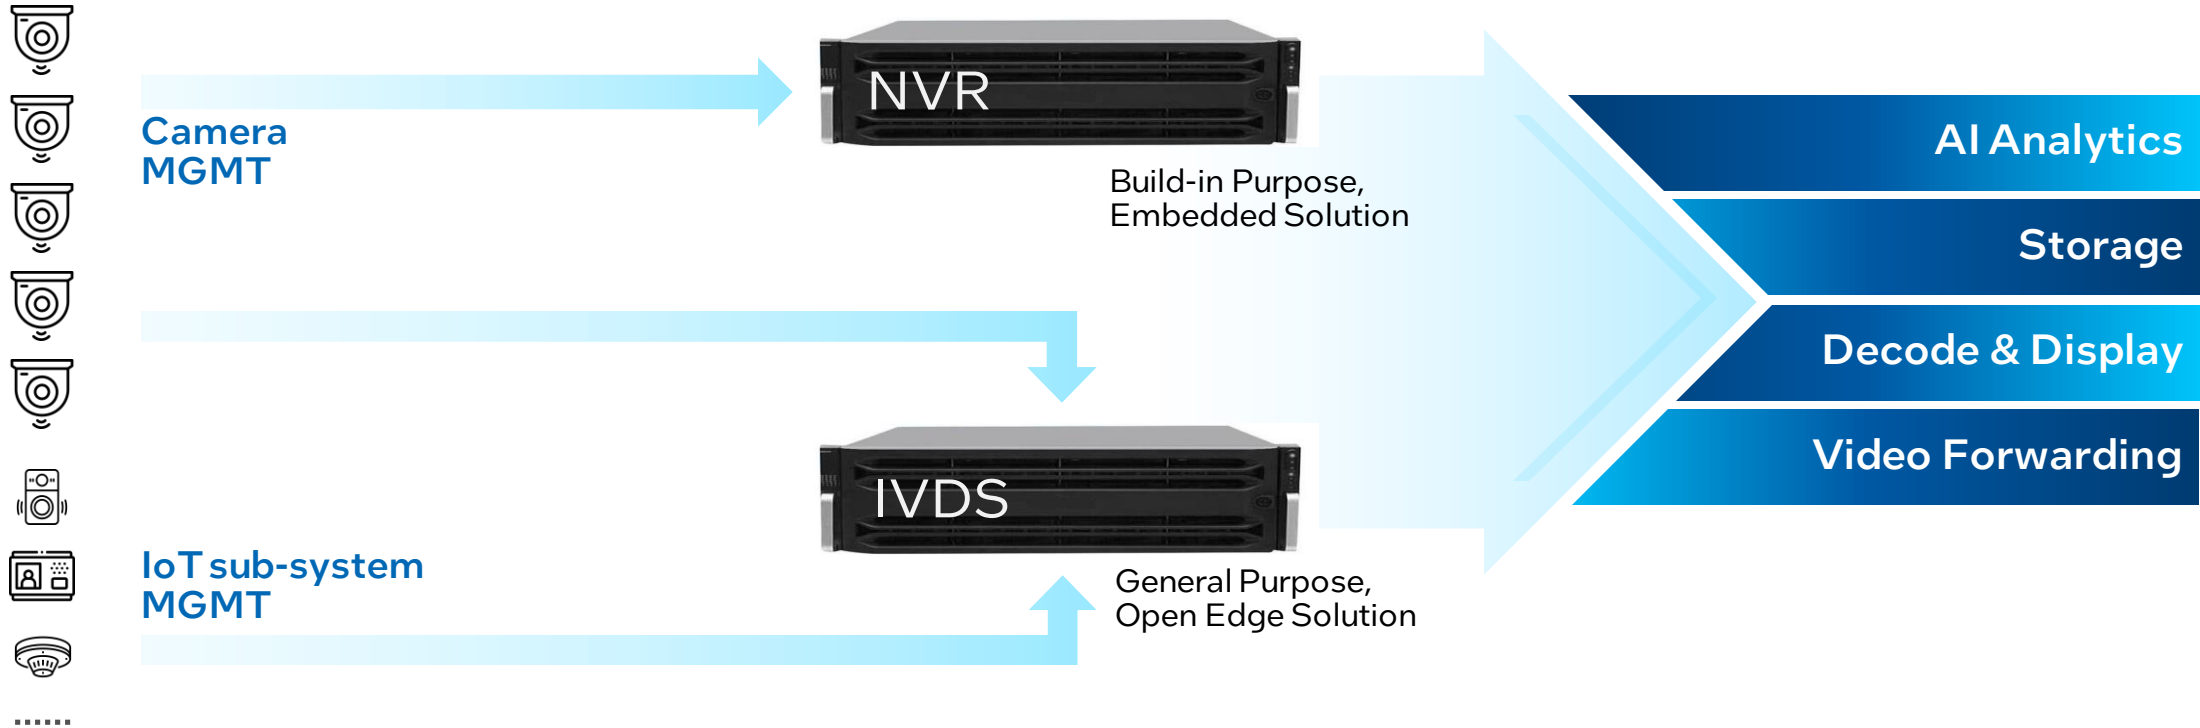 NVR
Camera
MGMT
Build-in Purpose,
Embedded Solution
AI Analytics
Storage
Decode & Display
Video Forwarding
IVDS
IoT sub-system
MGMT
General Purpose,
Open Edge Solution